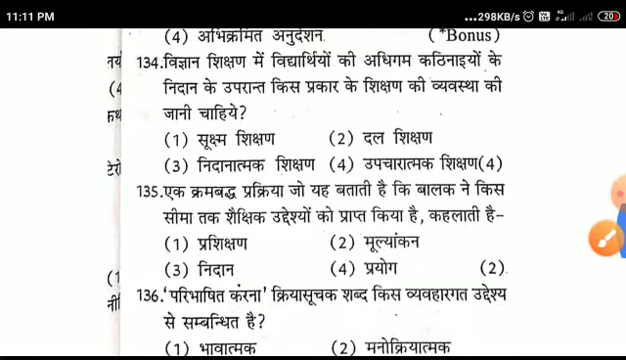 11:11 PM ...298KB/s 20
(4) अभिक्रमित अनुदेशन (*Bonus)
134.विज्ञान शिक्षण में विद्यार्थियों की अधिगम कठिनाइयों के
निदान के उपरान्त किस प्रकार के शिक्षण की व्यवस्था की
जानी चाहिये?
(1) सूक्ष्म शिक्षण (2) दल शिक्षण
(3) निदानात्मक शिक्षण (4) उपचारात्मक शिक्षण(4)
135.एक क्रमबद्ध प्रक्रिया जो यह बताती है कि बालक ने किस
सीमा तक शैक्षिक उद्देश्यों को प्राप्त किया है, कहलाती है–
(1) प्रशिक्षण (2) मूल्यांकन
(3) निदान (4) प्रयोग (2)
136.‘परिभाषित करना’ क्रियासूचक शब्द किस व्यवहारगत उद्देश्य
से सम्बन्धित है?
(1) भावात्मक (2) मनोक्रियात्मक